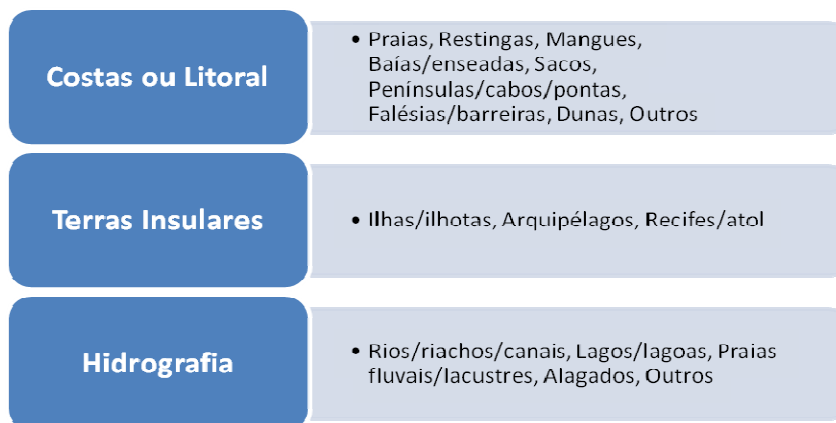 Costas ou Litoral
• Praias, Restingas, Mangues,
Baías/enseadas, Sacos,
Penínsulas/cabos/pontas,
Falésias/barreiras, Dunas, Outros
Terras Insulares
• Ilhas/ilhotas, Arquipélagos, Recifes/atol
Hidrografia
• Rios/riachos/canais, Lagos/lagoas, Praias
fluvais/lacustres, Alagados, Outros